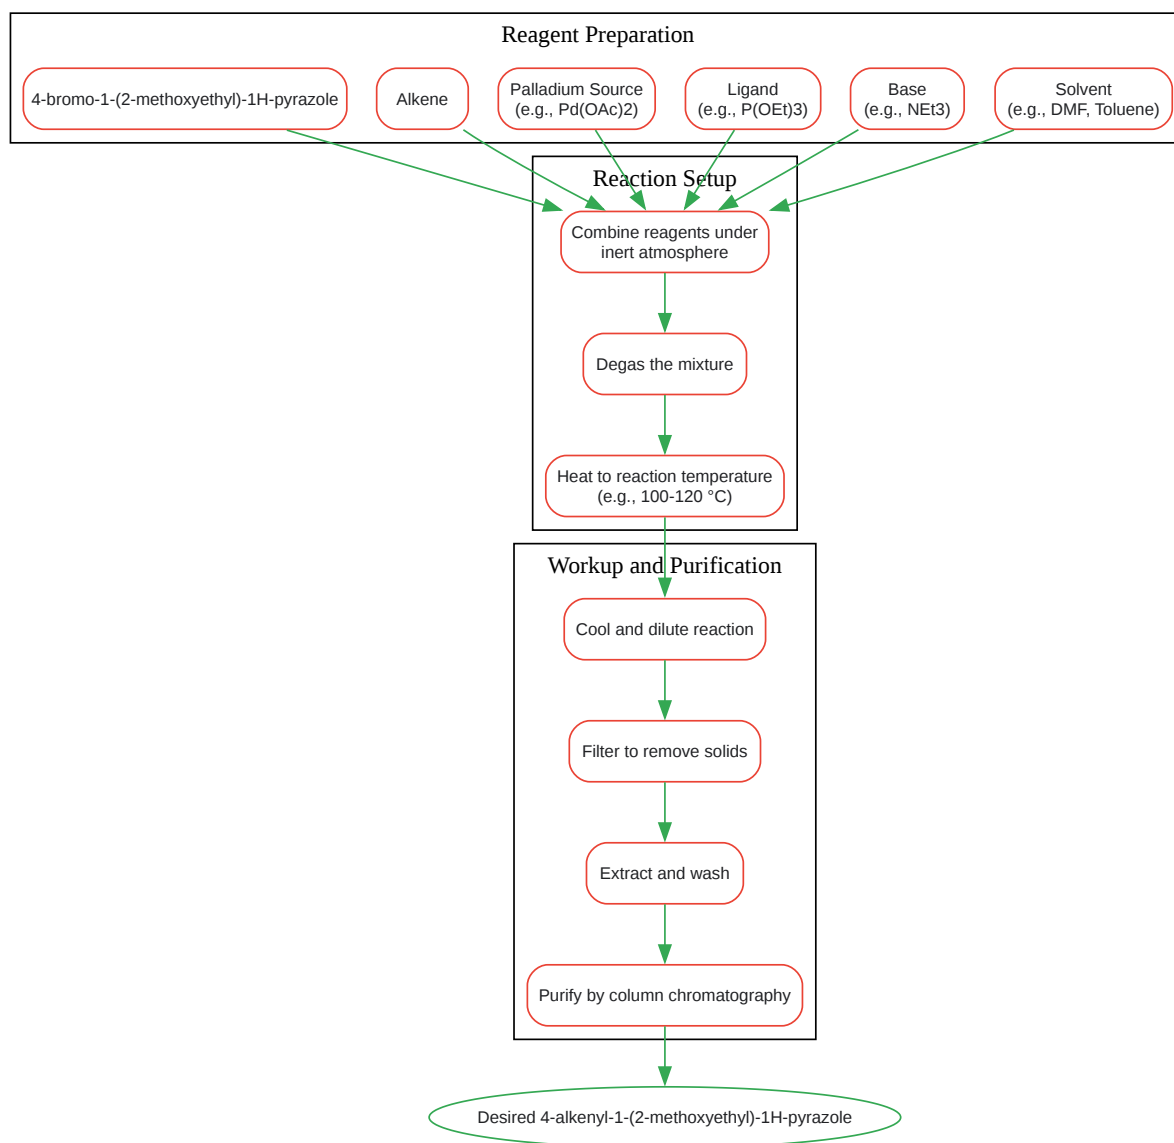 Reagent Preparation
4-bromo-1-(2-methoxyethyl)-1H-pyrazole
Alkene
Palladium Source
(e.g., Pd(OAc)2)
Ligand
(e.g., P(OEt)3)
Base
(e.g., NEt3)
Solvent
(e.g., DMF, Toluene)
Reaction Setup
Combine reagents under
inert atmosphere
Degas the mixture
Heat to reaction temperature
(e.g., 100-120 °C)
Workup and Purification
Cool and dilute reaction
Filter to remove solids
Extract and wash
Purify by column chromatography
Desired 4-alkenyl-1-(2-methoxyethyl)-1H-pyrazole